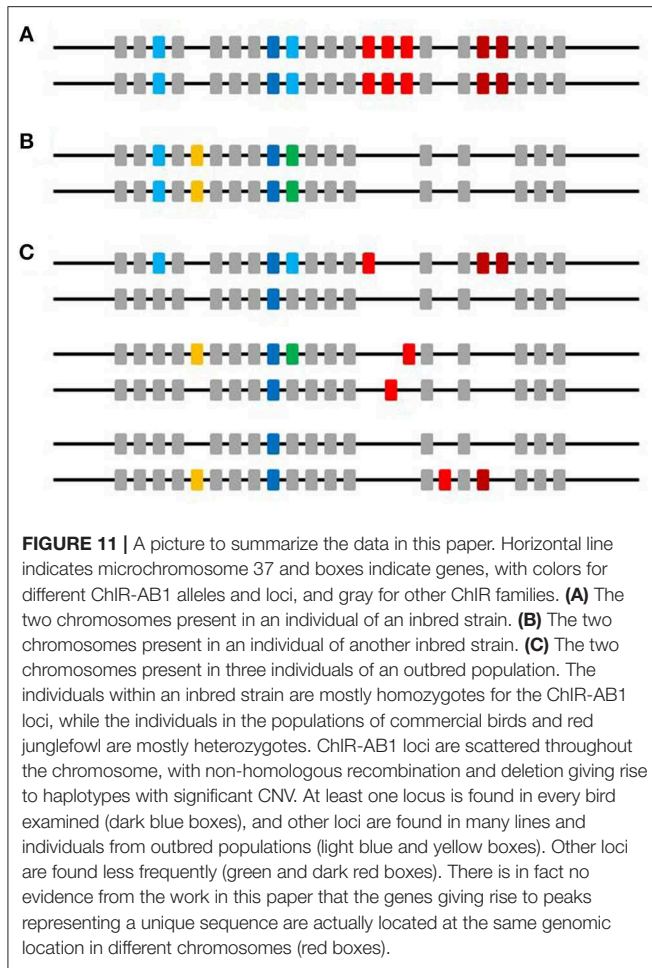 A
B
C
FIGURE 11 | A picture to summarize the data in this paper. Horizontal line
indicates microchromosome 37 and boxes indicate genes, with colors for
different ChIR-AB1 alleles and loci, and gray for other ChIR families. (A) The
two chromosomes present in an individual of an inbred strain. (B) The two
chromosomes present in an individual of another inbred strain. (C) The two
chromosomes present in three individuals of an outbred population. The
individuals within an inbred strain are mostly homozygotes for the ChIR-AB1
loci, while the individuals in the populations of commercial birds and red
junglefowl are mostly heterozygotes. ChIR-AB1 loci are scattered throughout
the chromosome, with non-homologous recombination and deletion giving rise
to haplotypes with significant CNV. At least one locus is found in every bird
examined (dark blue boxes), and other loci are found in many lines and
individuals from outbred populations (light blue and yellow boxes). Other loci
are found less frequently (green and dark red boxes). There is in fact no
evidence from the work in this paper that the genes giving rise to peaks
representing a unique sequence are actually located at the same genomic
location in different chromosomes (red boxes).